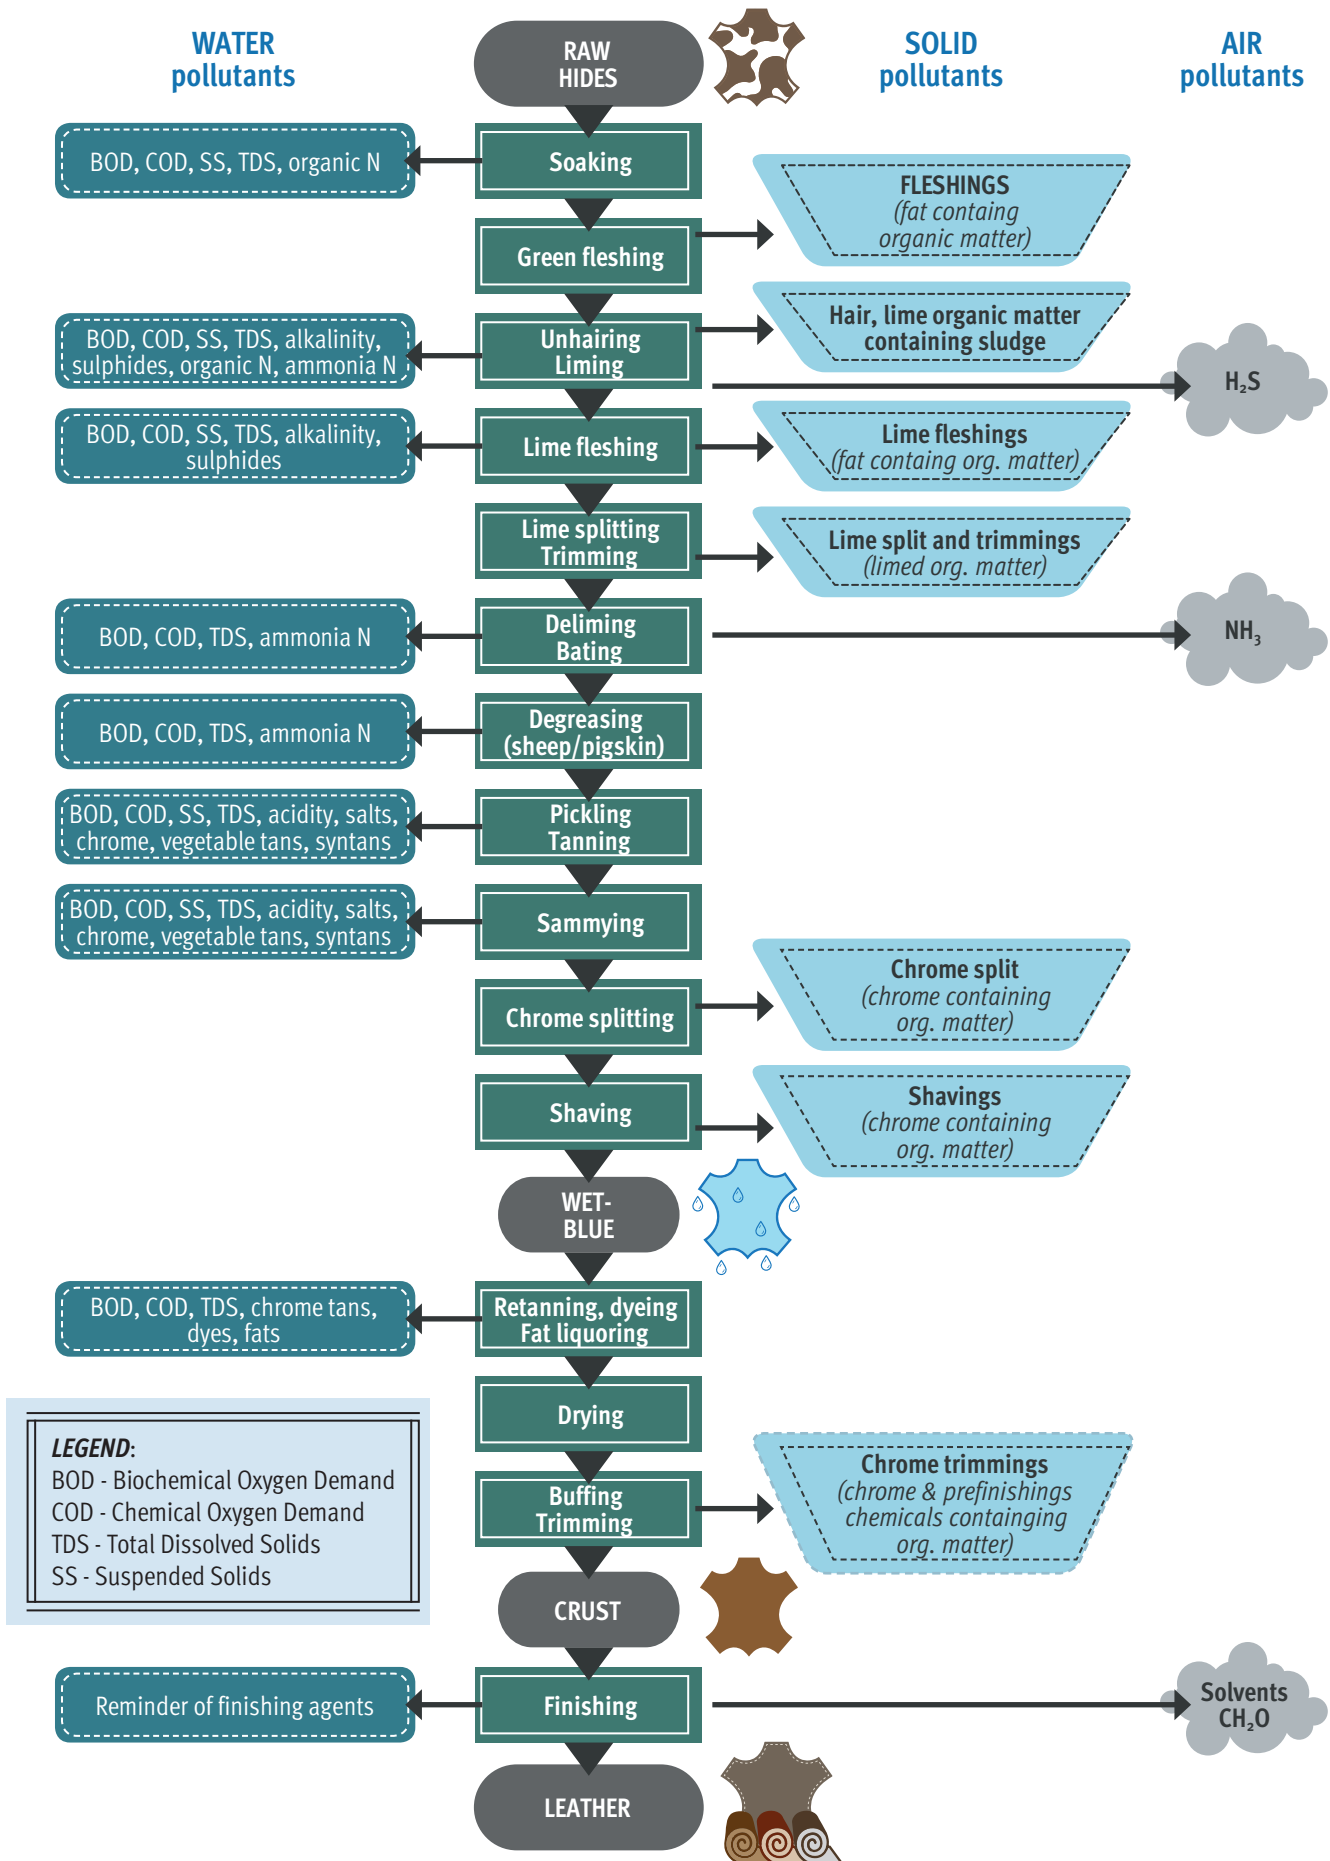 WATER
pollutants
RAW
HIDES
SOLID
pollutants
AIR
pollutants
BOD, COD, SS, TDS, organic N
Soaking
FLESHINGS
(fat containg
organic matter)
Green fleshing
BOD, COD, SS, TDS, alkalinity,
sulphides, organic N, ammonia N
Unhairing
Liming
Hair, lime organic matter
containing sludge
H₂S
BOD, COD, SS, TDS, alkalinity,
sulphides
Lime fleshing
Lime fleshings
(fat containg org. matter)
Lime splitting
Trimming
Lime split and trimmings
(limed org. matter)
BOD, COD, TDS, ammonia N
Deliming
Bating
NH₃
BOD, COD, TDS, ammonia N
Degreasing
(sheep/pigskin)
BOD, COD, SS, TDS, acidity, salts,
chrome, vegetable tans, syntans
Pickling
Tanning
BOD, COD, SS, TDS, acidity, salts,
chrome, vegetable tans, syntans
Sammying
Chrome splitting
Chrome split
(chrome containing
org. matter)
Shaving
Shavings
(chrome containing
org. matter)
WET-
BLUE
BOD, COD, TDS, chrome tans,
dyes, fats
Retanning, dyeing
Fat liquoring
Drying
LEGEND:
BOD - Biochemical Oxygen Demand
COD - Chemical Oxygen Demand
TDS - Total Dissolved Solids
SS - Suspended Solids
Buffing
Trimming
Chrome trimmings
(chrome & prefinishings
chemicals containging
org. matter)
CRUST
Reminder of finishing agents
Finishing
Solvents
CH₂O
LEATHER